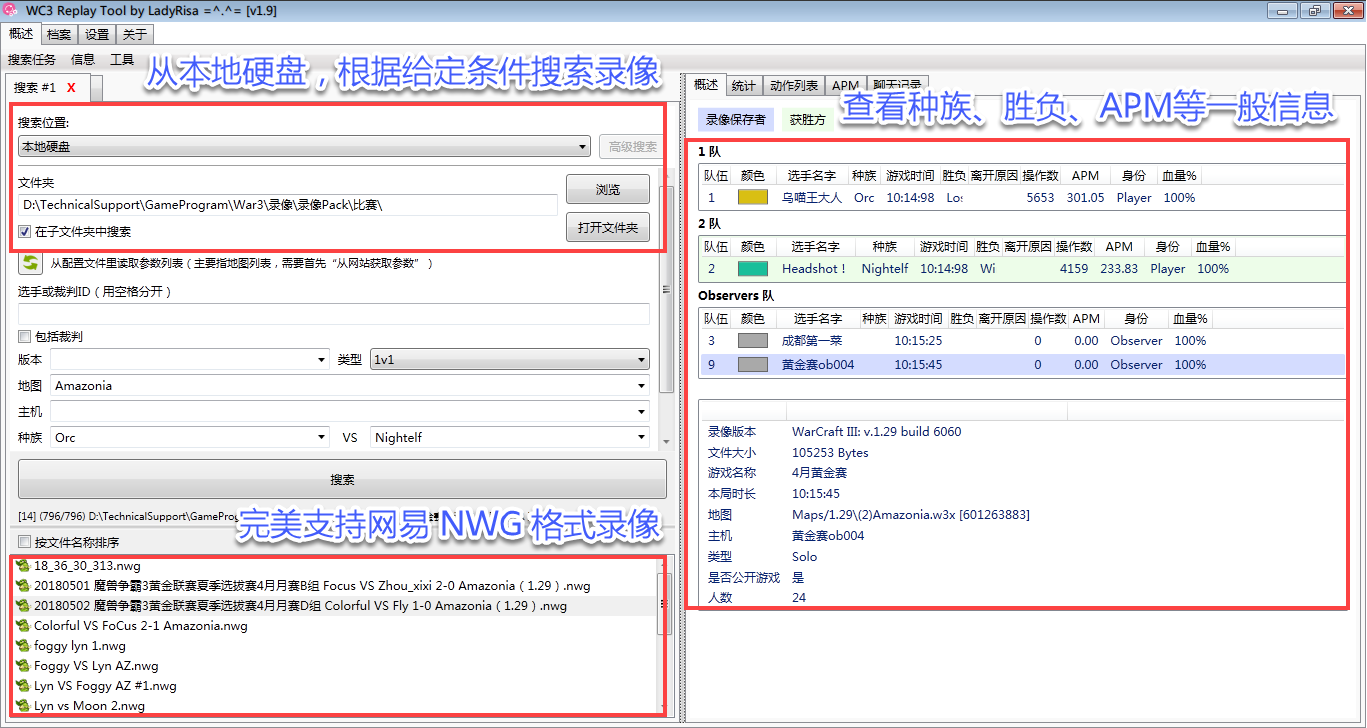 WC3 Replay Tool by LadyRisa =^.^= [v1.9]
概述 档案 设置 关于
搜索任务 信息 工具
从本地硬盘，根据给定条件搜索录像
搜索 #1 X
搜索位置:
本地硬盘
高级搜索
文件夹
浏览
D:\TechnicalSupport\GameProgram\War3\录像\录像Pack\比赛\
打开文件夹
在子文件夹中搜索
从配置文件里读取参数列表（主要指地图列表，需要首先“从网站获取参数”）
选手或裁判ID（用空格分开）
包括裁判
版本 类型 1v1
地图 Amazonia
主机
种族 Orc VS Nightelf
搜索
[14] (796/796) D:\TechnicalSupport\GameProg
完美支持网易 NWG 格式录像
按文件名称排序
18_36_30_313.nwg
20180501 魔兽争霸3黄金联赛夏季选拔赛4月月赛B组 Focus VS Zhou_xixi 2-0 Amazonia（1.29）.nwg
20180502 魔兽争霸3黄金联赛夏季选拔赛4月月赛D组 Colorful VS Fly 1-0 Amazonia（1.29）.nwg
Colorful VS FoCus 2-1 Amazonia.nwg
foggy lyn 1.nwg
Foggy VS Lyn AZ.nwg
Lyn VS Foggy AZ #1.nwg
Lyn vs Moon 2.nwg
概述 统计 动作列表 APM 聊天记录
查看种族、胜负、APM等一般信息
录像保存者 获胜方
1 队
队伍 颜色 选手名字 种族 游戏时间 胜负 离开原因 操作数 APM 身份 血量%
1 乌喵王大人 Orc 10:14:98 Lo: 5653 301.05 Player 100%
2 队
队伍 颜色 选手名字 种族 游戏时间 胜负 离开原因 操作数 APM 身份 血量%
2 Headshot！ Nightelf 10:14:98 Wi 4159 233.83 Player 100%
Observers 队
队伍 颜色 选手名字 种族 游戏时间 胜负 离开原因 操作数 APM 身份 血量%
3 成都第一菜 10:15:25 0 0.00 Observer 100%
9 黄金赛ob004 10:15:45 0 0.00 Observer 100%
录像版本 WarCraft III: v.1.29 build 6060
文件大小 105253 Bytes
游戏名称 4月黄金赛
本局时长 10:15:45
地图 Maps/1.29\(2)Amazonia.w3x [601263883]
主机 黄金赛ob004
类型 Solo
是否公开游戏 是
人数 24